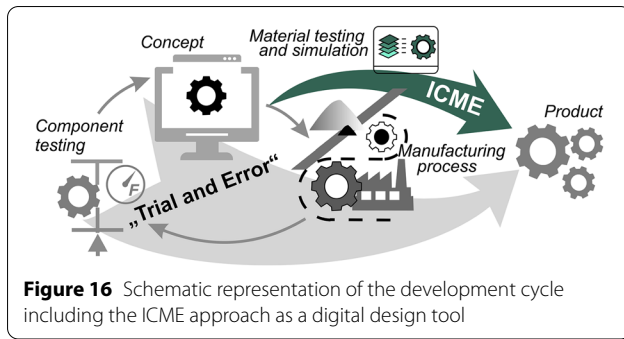 Concept
Material testing
and simulation
ICME
Product
Component
testing
F
„Trial and Error“
Manufacturing
process
Figure 16 Schematic representation of the development cycle
including the ICME approach as a digital design tool